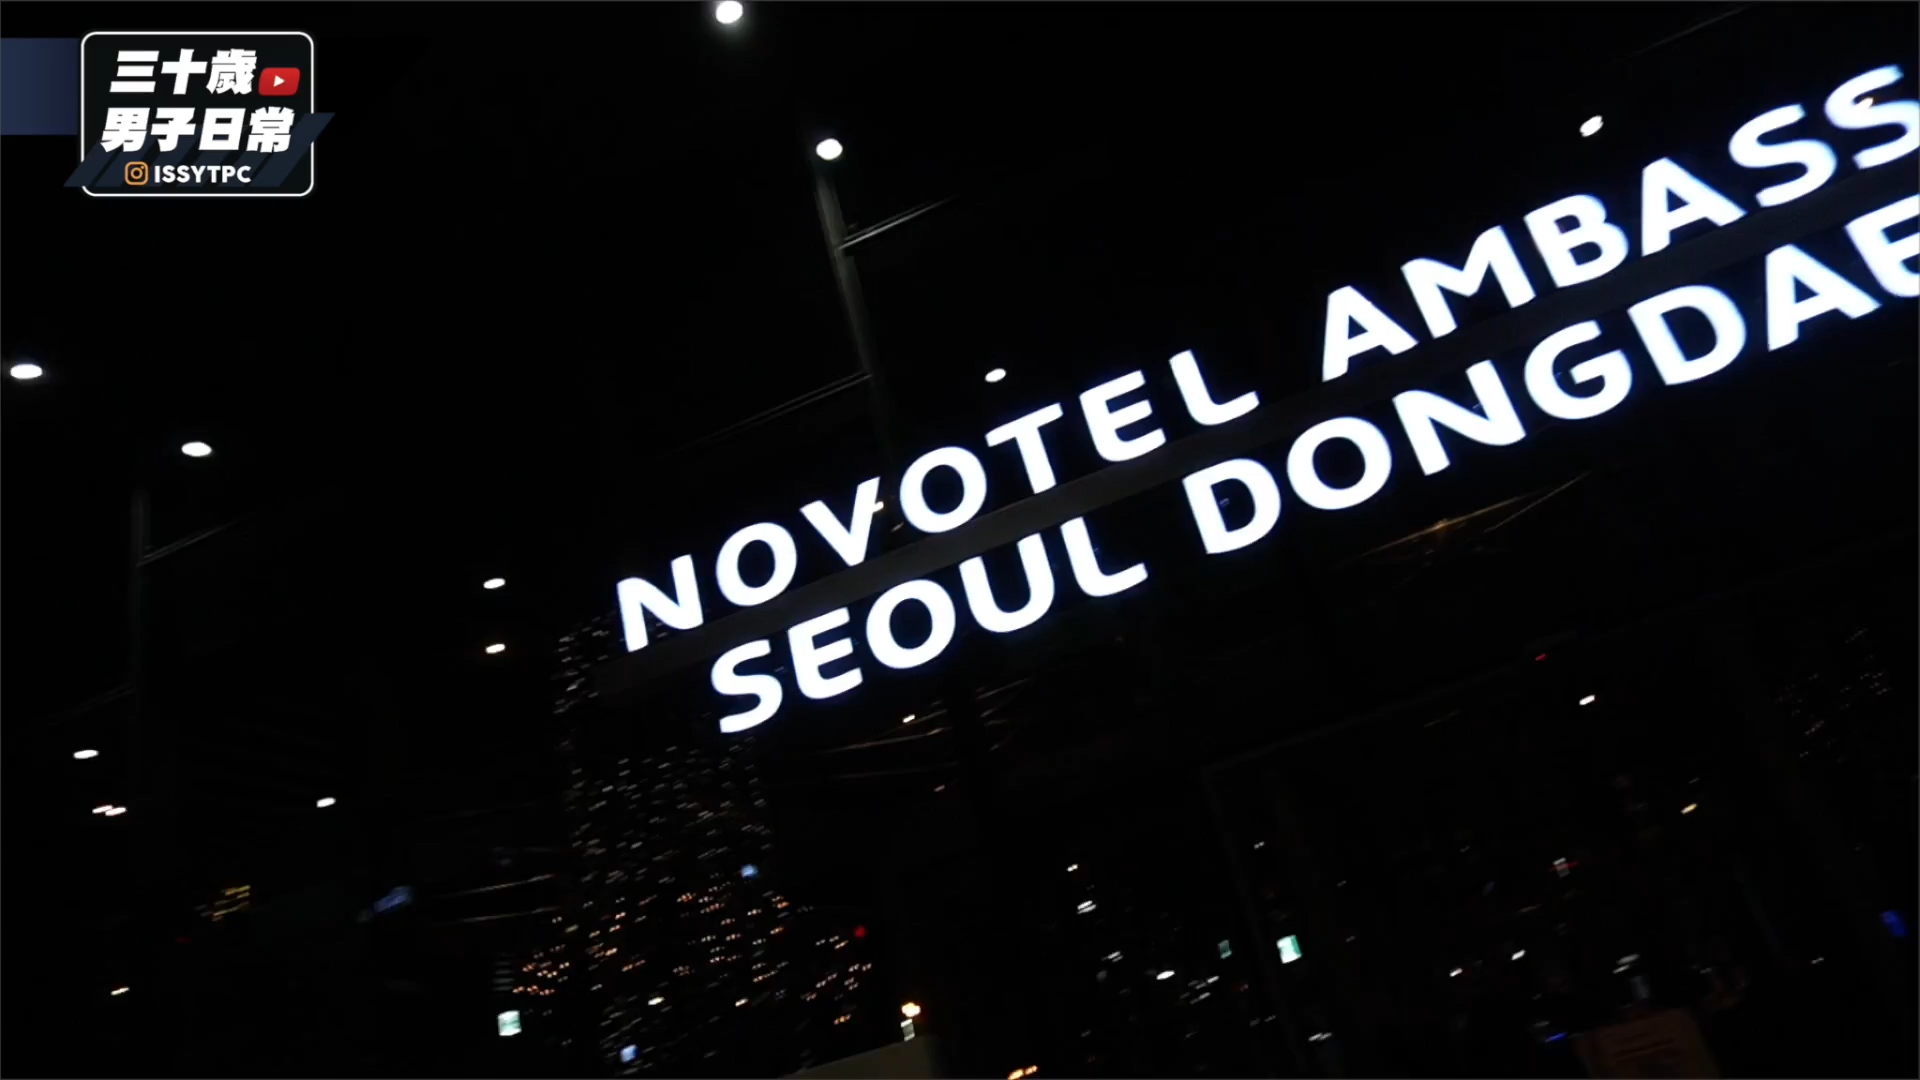 三十歲
男子日常
ISSYTPC
NOVOTEL AMBASS
SEOUL DONGDAE